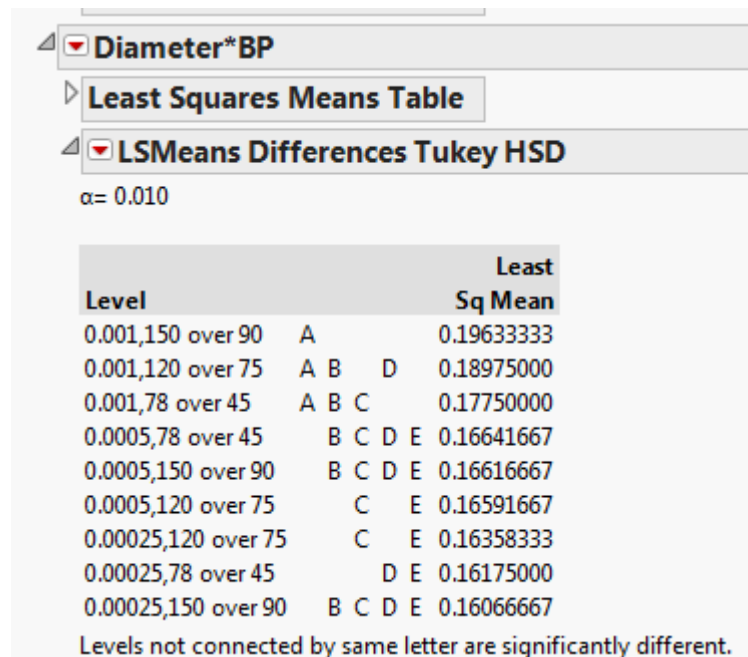 Diameter*BP
Least Squares Means Table
LSMeans Differences Tukey HSD
α= 0.010
Least
Level Sq Mean
0.001,150 over 90 A 0.19633333
0.001,120 over 75 A B D 0.18975000
0.001,78 over 45 A B C 0.17750000
0.0005,78 over 45 B C D E 0.16641667
0.0005,150 over 90 B C D E 0.16616667
0.0005,120 over 75 C E 0.16591667
0.00025,120 over 75 C E 0.16358333
0.00025,78 over 45 D E 0.16175000
0.00025,150 over 90 B C D E 0.16066667
Levels not connected by same letter are significantly different.